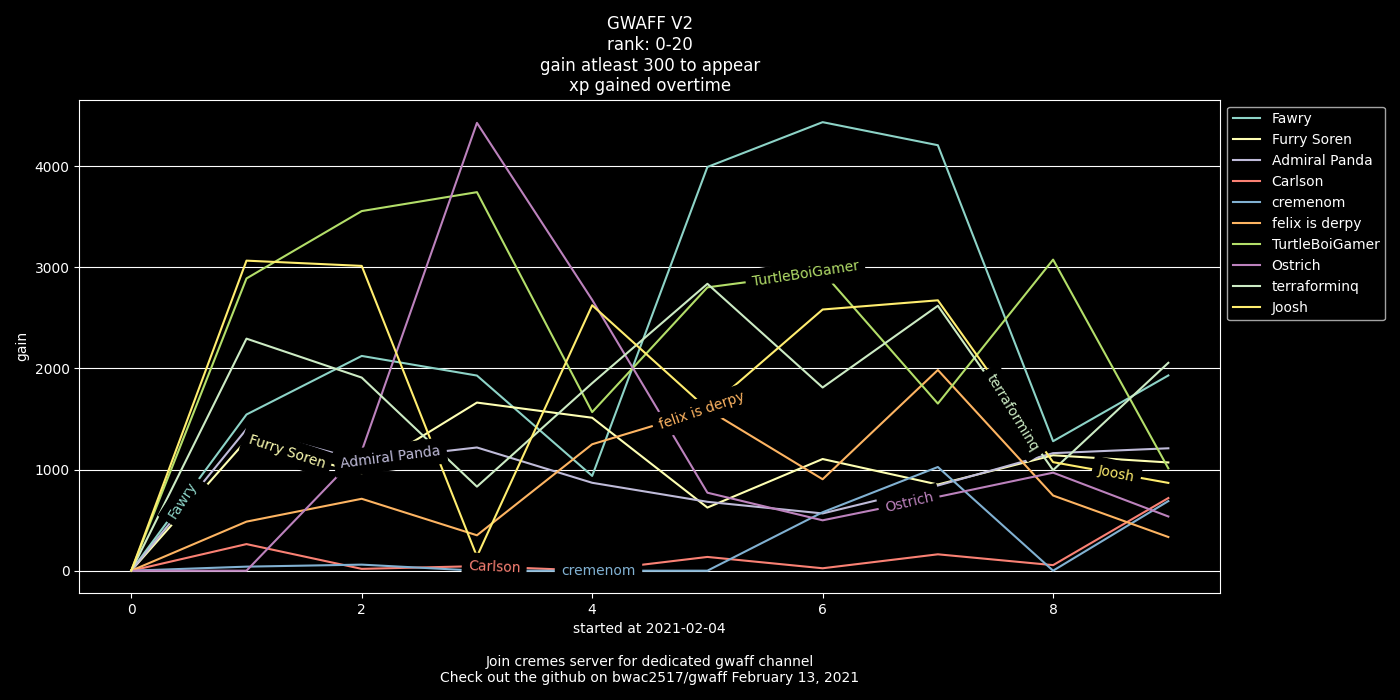 GWAFF V2
rank: 0-20
gain atleast 300 to appear
xp gained overtime
Fawry
Furry Soren
Admiral Panda
Carlson
cremenom
felix is derpy
TurtleBoiGamer
Ostrich
terraforminq
Joosh
gain
4000
3000
2000
1000
0
TurtleBoiGamer
felix is derpy
terraforminq
Furry Soren
Admiral Panda
Joosh
Fawry
Ostrich
Carlson
cremenom
0 2 4 6 8
started at 2021-02-04
Join cremes server for dedicated gwaff channel
Check out the github on bwac2517/gwaff February 13, 2021